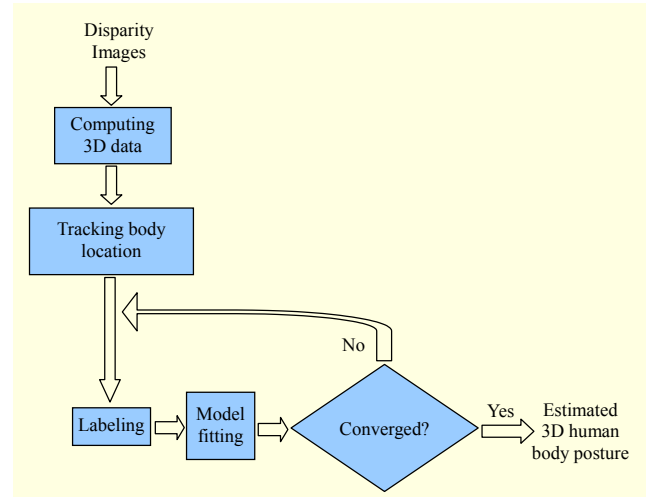 Disparity
Images
Computing
3D data
Tracking body
location
No
Labeling
Model
fitting
Converged?
Yes
Estimated
3D human
body posture